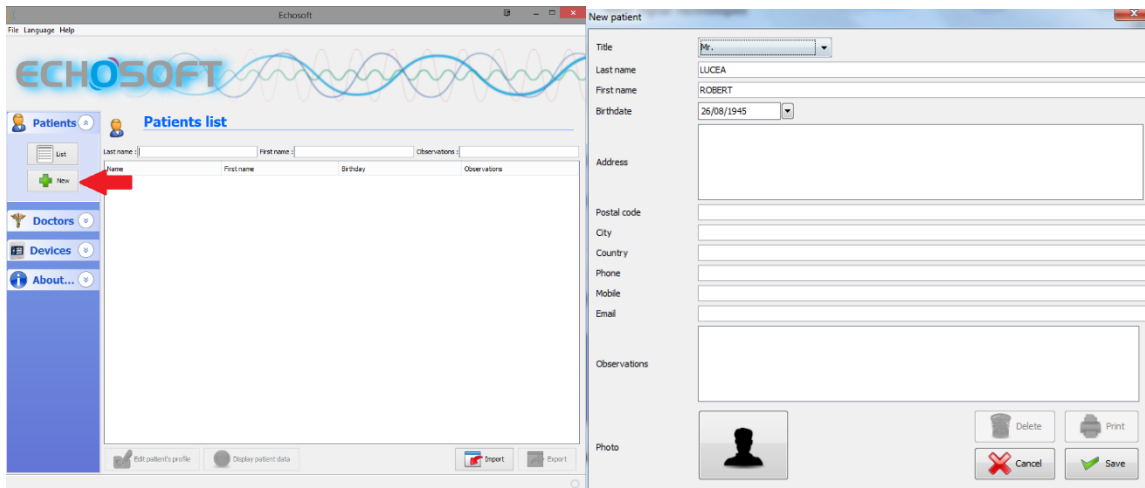 Echosoft
File Language Help
ECHOSOFT
Patients
List
New
Doctors
Devices
About...
Patients list
Last name : First name : Observations :
Name First name Birthday Observations
Edit patient's profile Display patient data Import Export
New patient
Title Mr.
Last name LUCEA
First name ROBERT
Birthdate 26/08/1945
Address
Postal code
City
Country
Phone
Mobile
Email
Observations
Photo
Delete Print
Cancel Save